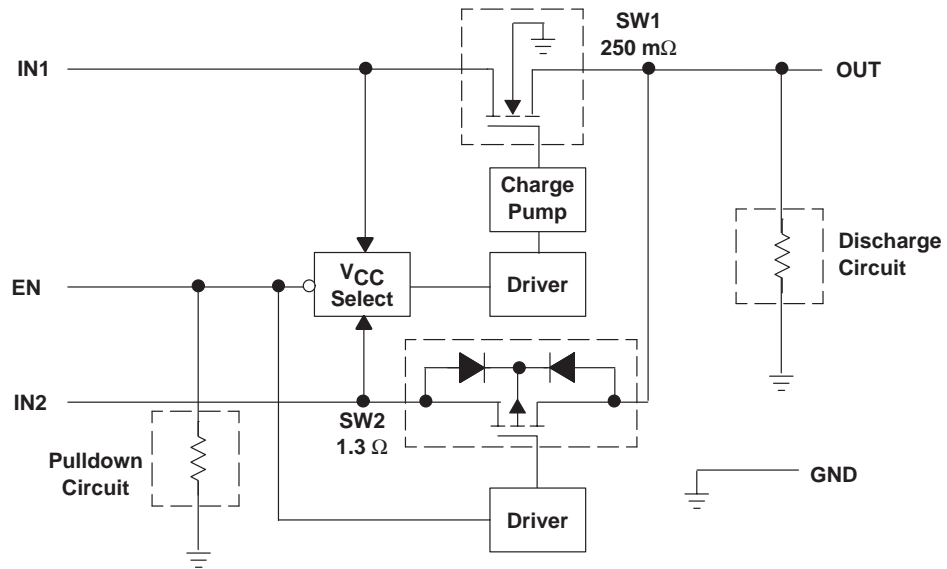 SW1
250 mΩ
IN1
OUT
Charge
Pump
Discharge
Circuit
VCC
Select
Driver
EN
IN2
SW2
1.3 Ω
Pulldown
Circuit
GND
Driver